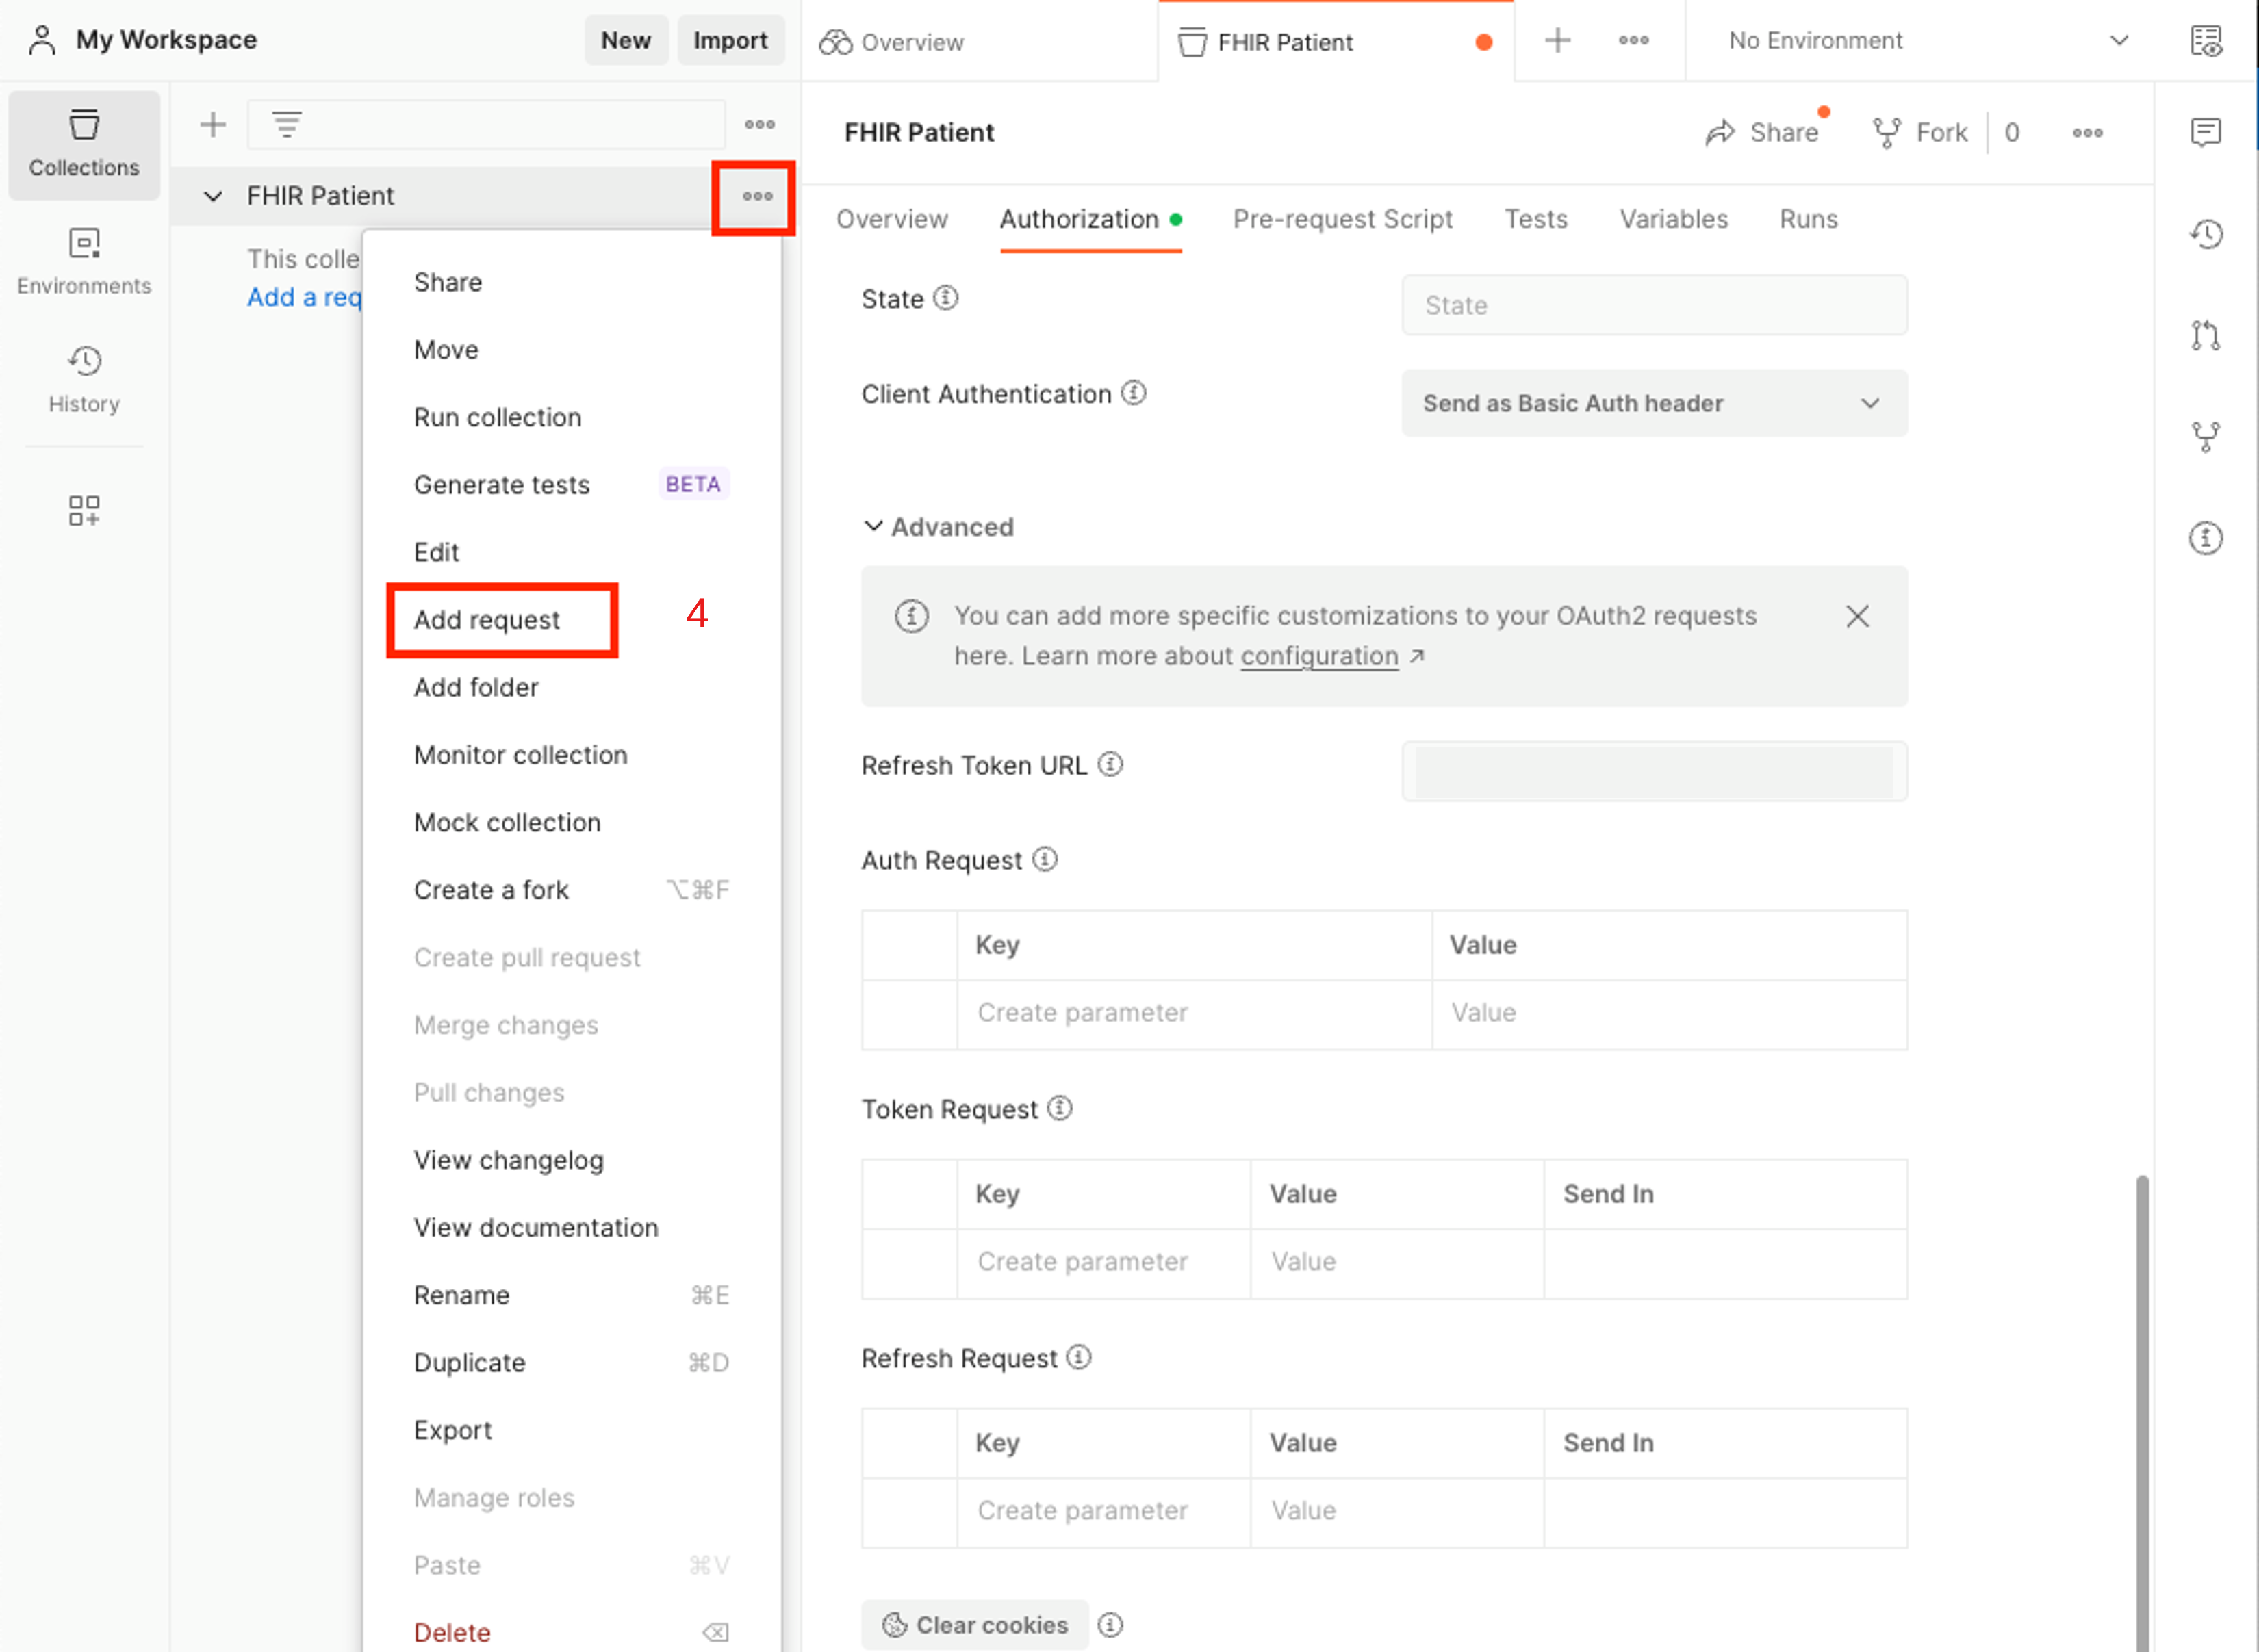 My Workspace
New
Import
Overview
FHIR Patient
No Environment
Collections
Environments
History
FHIR Patient
This colle
Add a req
Share
Move
Run collection
Generate tests BETA
Edit
Add request 4
Add folder
Monitor collection
Mock collection
Create a fork ⌥⌘F
Create pull request
Merge changes
Pull changes
View changelog
View documentation
Rename ⌘E
Duplicate ⌘D
Export
Manage roles
Paste ⌘V
Delete
FHIR Patient
Share
Fork
0
Overview
Authorization
Pre-request Script
Tests
Variables
Runs
State
State
Client Authentication
Send as Basic Auth header
Advanced
You can add more specific customizations to your OAuth2 requests
here. Learn more about configuration ↗
Refresh Token URL
Auth Request
Key Value
Create parameter Value
Token Request
Key Value Send In
Create parameter Value
Refresh Request
Key Value Send In
Create parameter Value
Clear cookies